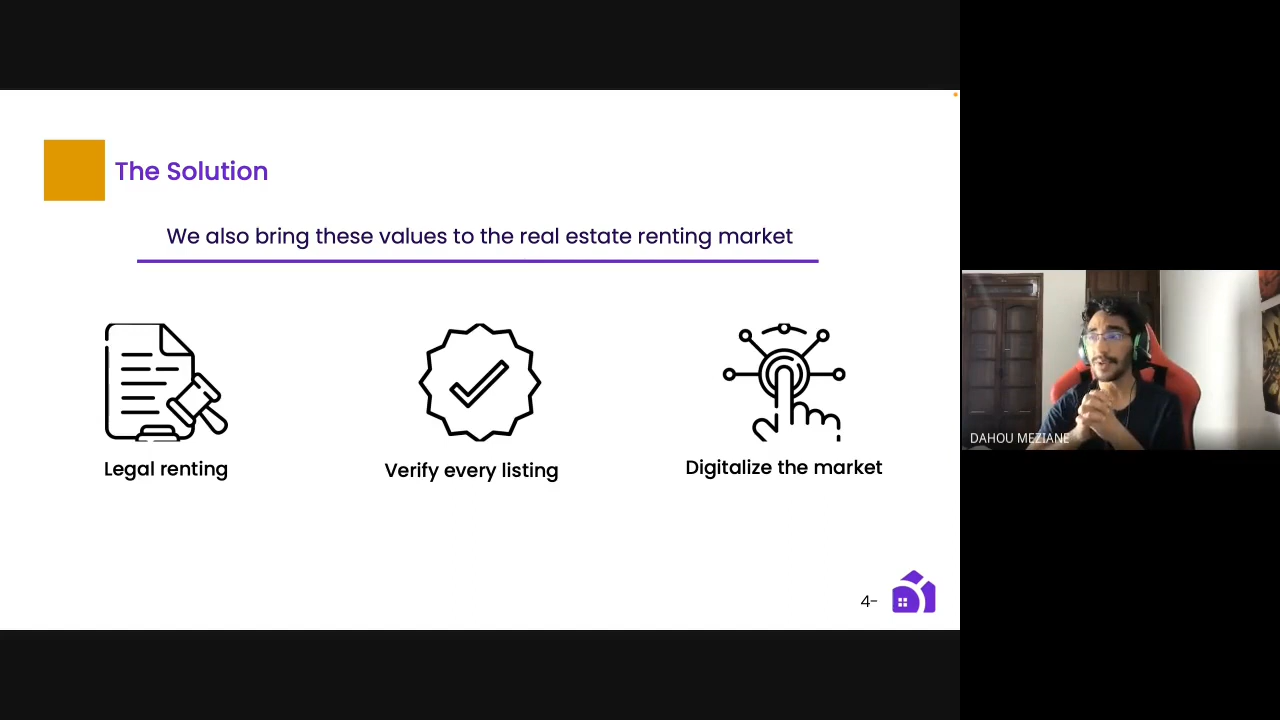 The Solution
We also bring these values to the real estate renting market
Legal renting
Verify every listing
Digitalize the market
4-
DAHOU MEZIANE